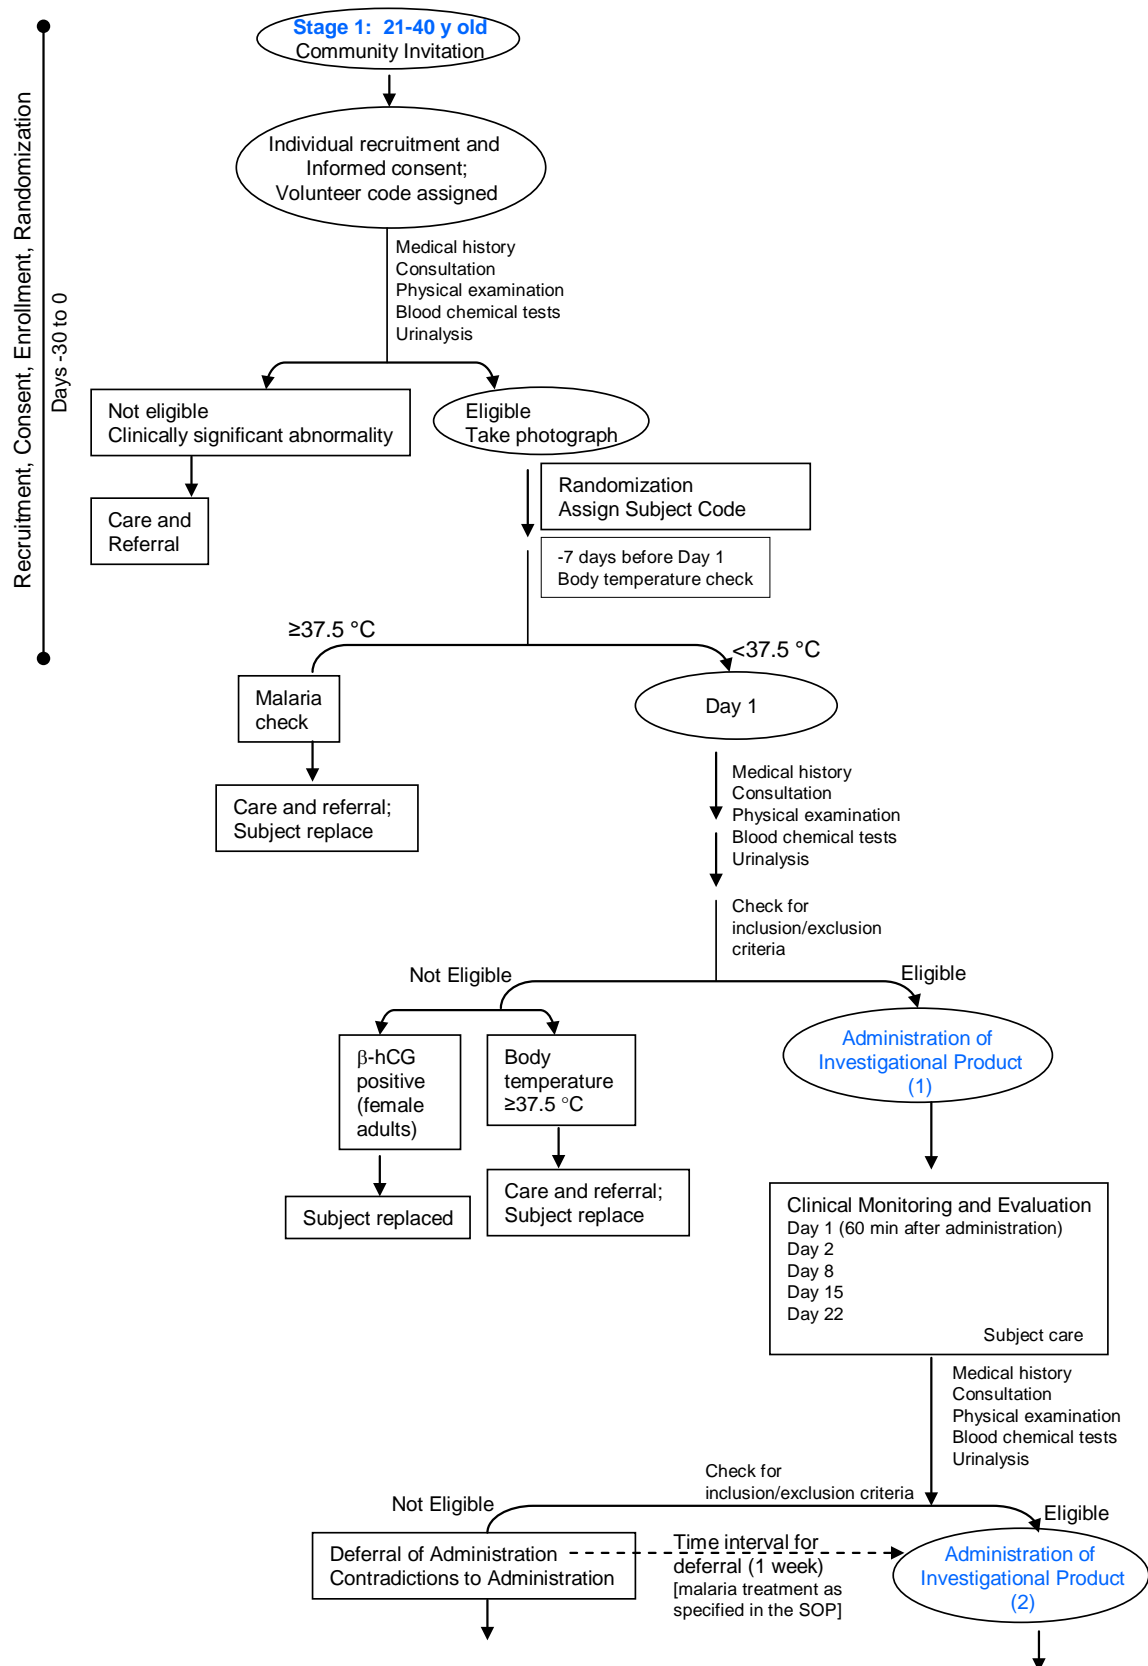 Recruitment, Consent, Enrollment, Randomization
Days -30 to 0
Stage 1: 21-40 y old
Community Invitation
Individual recruitment and
Informed consent;
Volunteer code assigned
Medical history
Consultation
Physical examination
Blood chemical tests
Urinalysis
Not eligible
Clinically significant abnormality
Eligible
Take photograph
Care and
Referral
Randomization
Assign Subject Code
-7 days before Day 1
Body temperature check
≥37.5 °C
<37.5 °C
Malaria
check
Day 1
Care and referral;
Subject replace
Medical history
Consultation
Physical examination
Blood chemical tests
Urinalysis
Check for
inclusion/exclusion
criteria
Not Eligible
Eligible
β-hCG
positive
(female
adults)
Body
temperature
≥37.5 °C
Administration of
Investigational Product
(1)
Subject replaced
Care and referral;
Subject replace
Clinical Monitoring and Evaluation
Day 1 (60 min after administration)
Day 2
Day 8
Day 15
Day 22
Subject care
Medical history
Consultation
Physical examination
Blood chemical tests
Urinalysis
Check for
inclusion/exclusion criteria
Not Eligible
Eligible
Deferral of Administration
Contradictions to Administration
Time interval for
deferral (1 week)
[malaria treatment as
specified in the SOP]
Administration of
Investigational Product
(2)